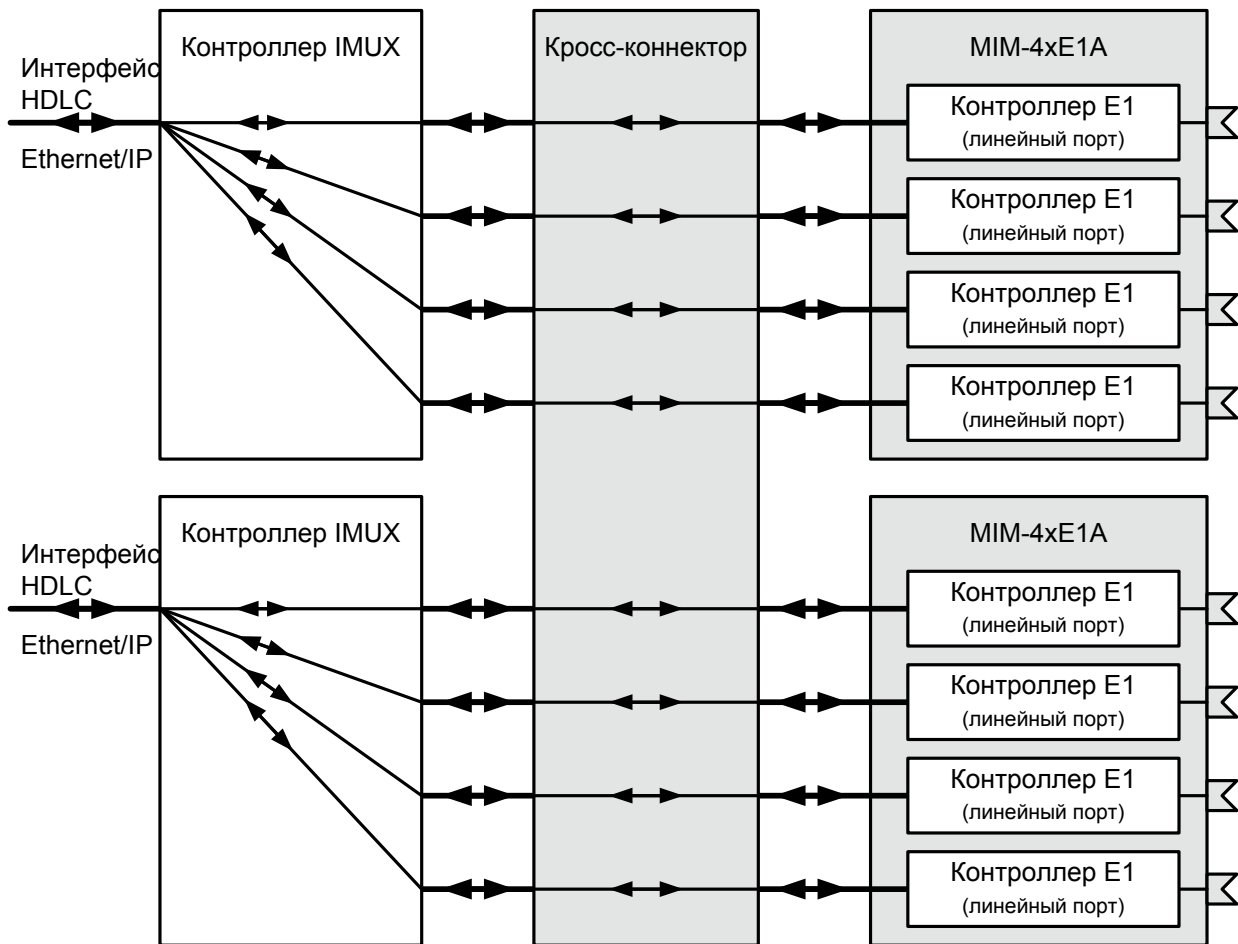 Контроллер IMUX
Кросс-коннектор
MIM-4xE1A
Интерфейс
HDLC
Ethernet/IP
Контроллер E1
(линейный порт)
Контроллер E1
(линейный порт)
Контроллер E1
(линейный порт)
Контроллер E1
(линейный порт)
Контроллер IMUX
MIM-4xE1A
Интерфейс
HDLC
Ethernet/IP
Контроллер E1
(линейный порт)
Контроллер E1
(линейный порт)
Контроллер E1
(линейный порт)
Контроллер E1
(линейный порт)